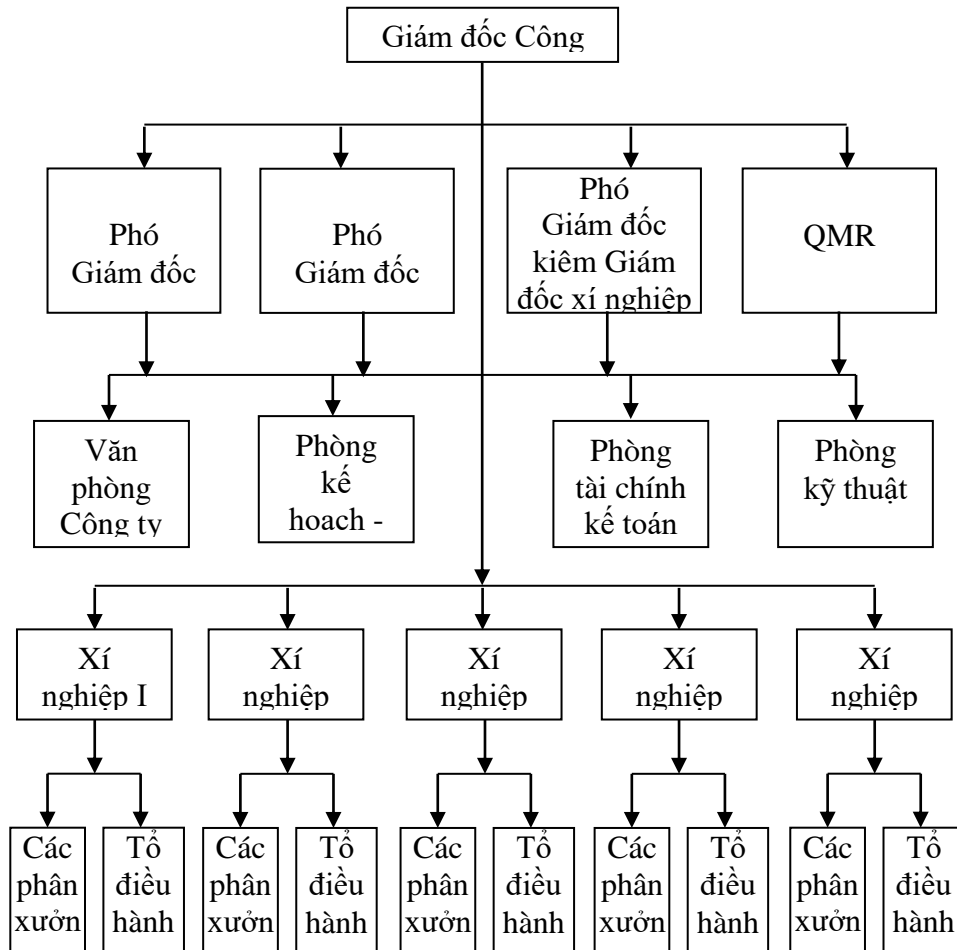 Giám đốc Công
Phó
Giám đốc
Phó
Giám đốc
Phó
Giám đốc
kiêm Giám
đốc xí nghiệp
QMR
Văn
phòng
Công ty
Phòng
kế
hoach -
Phòng
tài chính
kế toán
Phòng
kỹ thuật
Xí
nghiệp I
Xí
nghiệp
Xí
nghiệp
Xí
nghiệp
Xí
nghiệp
Các
phân
xưởn
Tổ
điều
hành
Các
phân
xưởn
Tổ
điều
hành
Các
phân
xưởn
Tổ
điều
hành
Các
phân
xưởn
Tổ
điều
hành
Các
phân
xưởn
Tổ
điều
hành